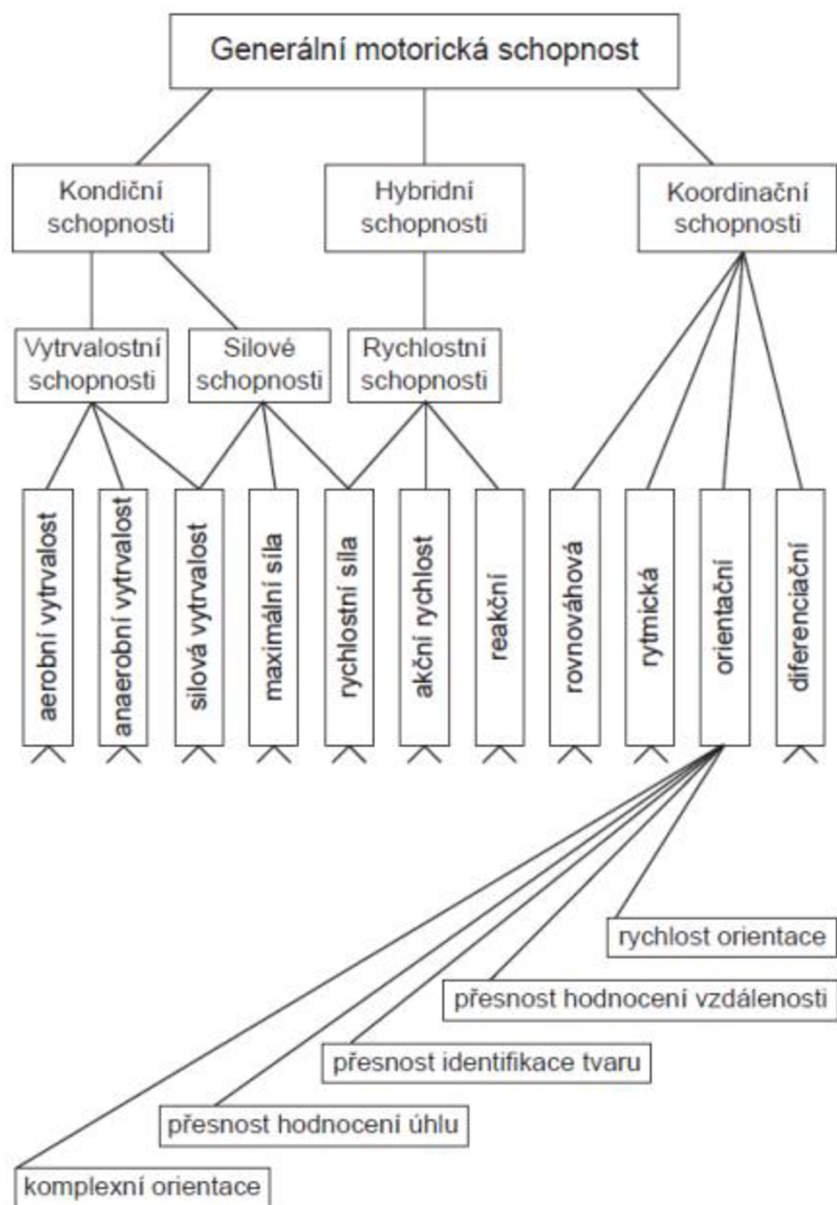 Generální motorická schopnost
Kondiční
schopnosti
Hybridní
schopnosti
Koordinační
schopnosti
Vytrvalostní
schopnosti
Silové
schopnosti
Rychlostní
schopnosti
aerobní vytrvalost
anaerobní vytrvalost
silová vytrvalost
maximální síla
rychlostní síla
akční rychlost
reakční
rovnováhová
rytmická
orientační
diferenciační
rychlost orientace
přesnost hodnocení vzdálenosti
přesnost identifikace tvaru
přesnost hodnocení úhlu
komplexní orientace